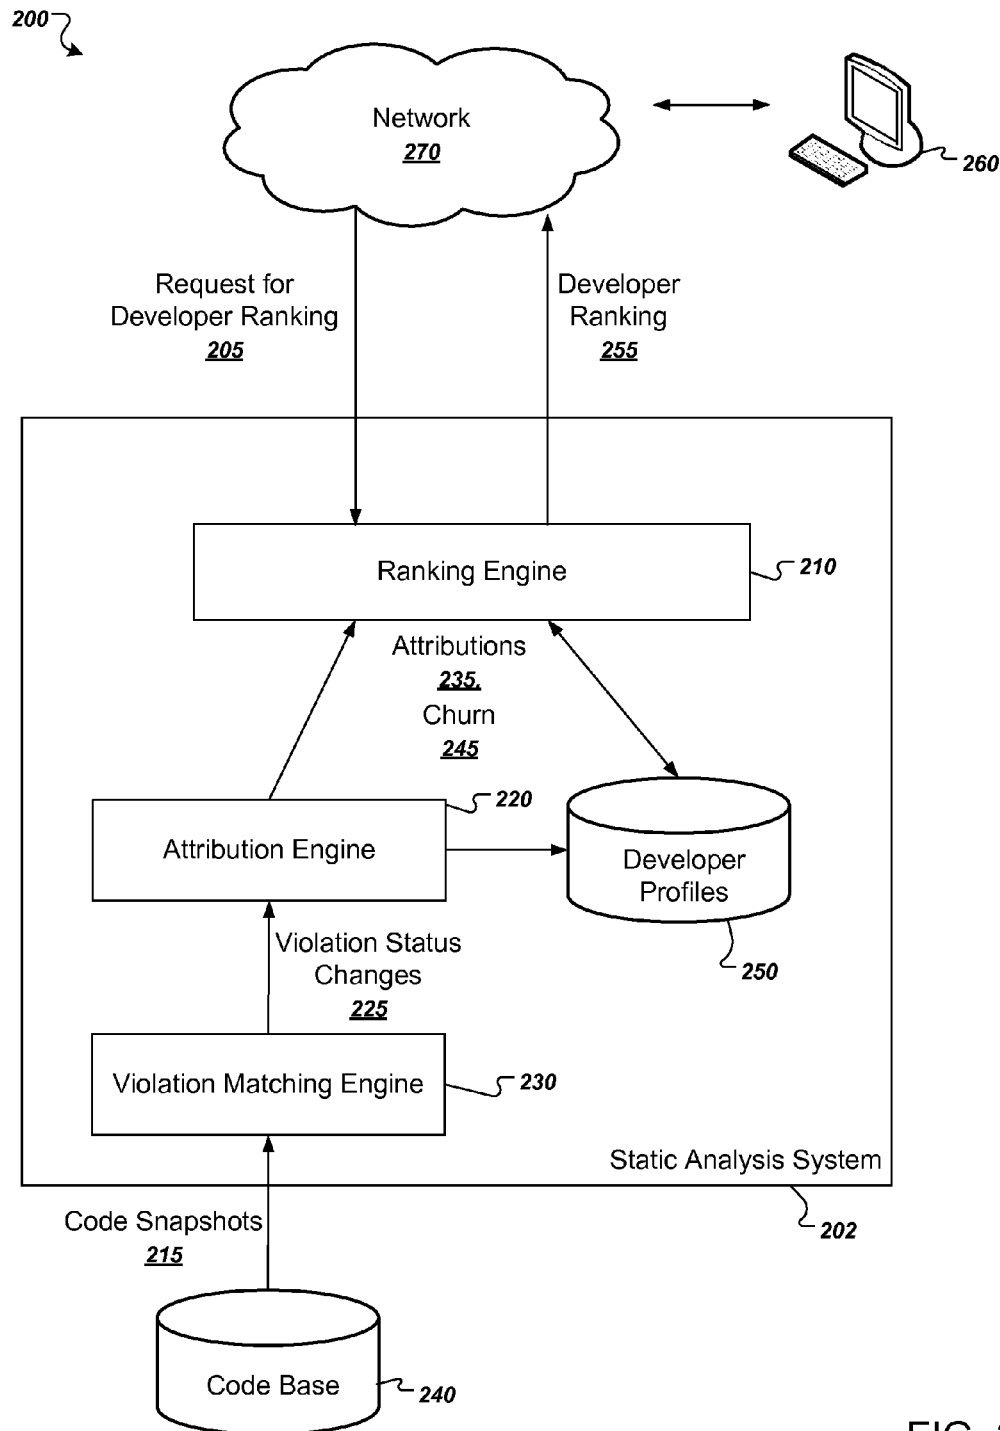 200
Network
270
260
Request for
Developer Ranking
205
Developer
Ranking
255
Ranking Engine
210
Attributions
235,
Churn
245
220
Attribution Engine
Developer
Profiles
250
Violation Status
Changes
225
Violation Matching Engine
230
Static Analysis System
202
Code Snapshots
215
Code Base
240
FIG.